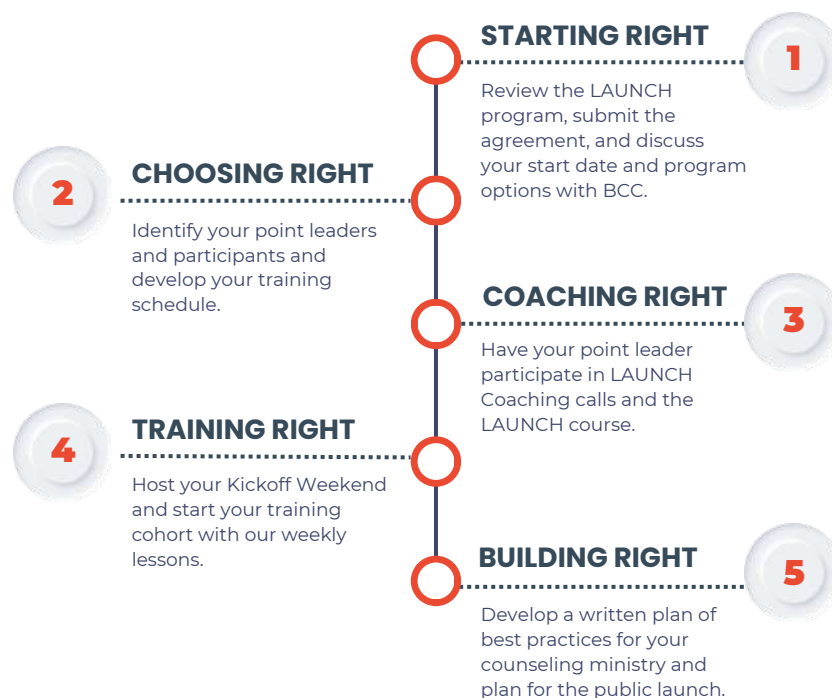 STARTING RIGHT
1
Review the LAUNCH
program, submit the
agreement, and discuss
your start date and program
options with BCC.
CHOOSING RIGHT
2
Identify your point leaders
and participants and
develop your training
schedule.
COACHING RIGHT
3
Have your point leader
participate in LAUNCH
Coaching calls and the
LAUNCH course.
TRAINING RIGHT
4
Host your Kickoff Weekend
and start your training
cohort with our weekly
lessons.
BUILDING RIGHT
5
Develop a written plan of
best practices for your
counseling ministry and
plan for the public launch.